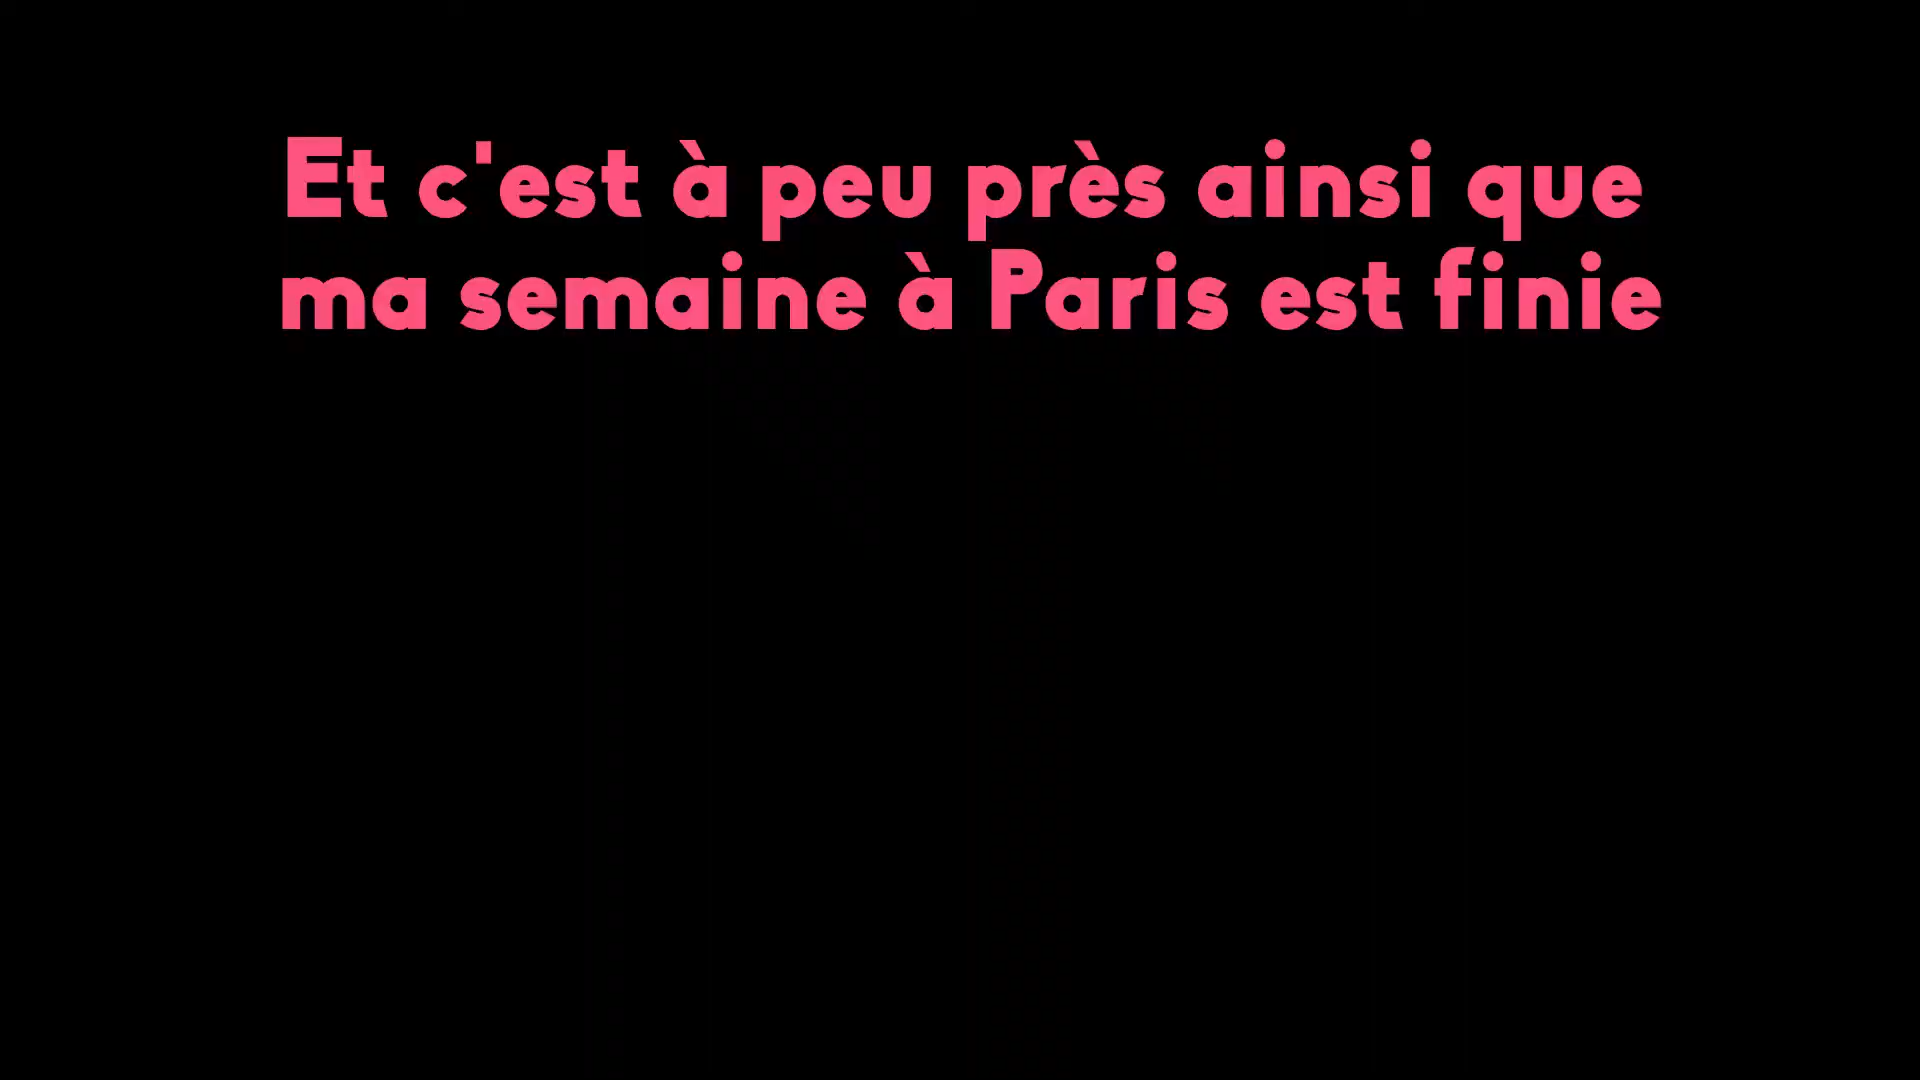 Et c'est à peu près ainsi que
ma semaine à Paris est finie